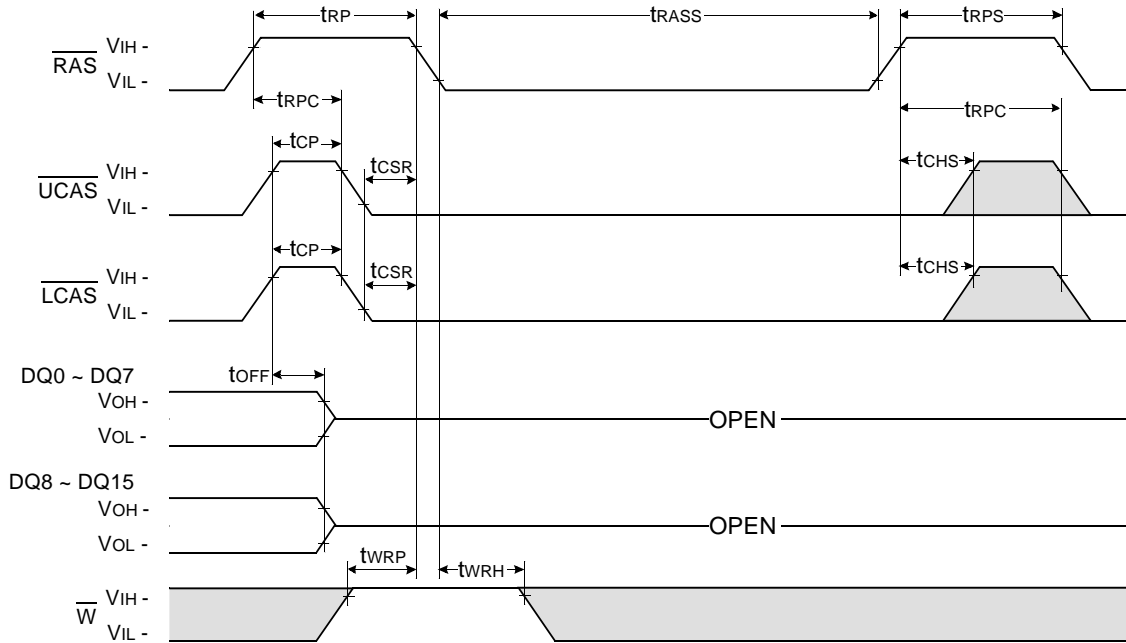 tRP tRASS tRPS
RAS VIH -
VIL -
tRPC tRPC
tCP tCSR tCHS
UCAS VIH -
VIL -
tCP tCSR tCHS
LCAS VIH -
VIL -
DQ0 ~ DQ7 tOFF
VOH -
OPEN
VOL -
DQ8 ~ DQ15
VOH -
OPEN
VOL -
tWRP tWRH
W VIH -
VIL -